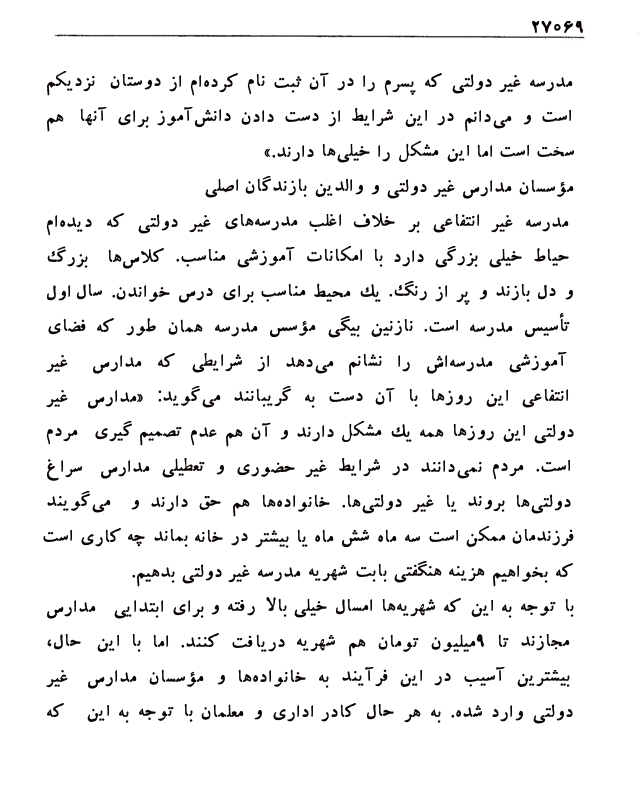 ۲۷۰۶۹
مدرسه غیر دولتی که پسرم را در آن ثبت نام کرده‌ام از دوستان نزدیکم
است و می‌دانم در این شرایط از دست دادن دانش‌آموز برای آنها هم
سخت است اما این مشکل را خیلی‌ها دارند.»
مؤسسان مدارس غیر دولتی و والدین بازندگان اصلی
مدرسه غیر انتفاعی بر خلاف اغلب مدرسه‌های غیر دولتی که دیده‌ام
حیاط خیلی بزرگی دارد با امکانات آموزشی مناسب. کلاس‌ها بزرگ
و دل بازند و پر از رنگ. یك محیط مناسب برای درس خواندن. سال اول
تأسیس مدرسه است. نازنین بیگی مؤسس مدرسه همان طور که فضای
آموزشی مدرسه‌اش را نشانم می‌دهد از شرایطی که مدارس غیر
انتفاعی این روزها با آن دست به گریبانند می‌گوید: «مدارس غیر
دولتی این روزها همه یك مشکل دارند و آن هم عدم تصمیم گیری مردم
است. مردم نمی‌دانند در شرایط غیر حضوری و تعطیلی مدارس سراغ
دولتی‌ها بروند یا غیر دولتی‌ها. خانواده‌ها هم حق دارند و می‌گویند
فرزندمان ممکن است سه ماه شش ماه یا بیشتر در خانه بماند چه کاری است
که بخواهیم هزینه هنگفتی بابت شهریه مدرسه غیر دولتی بدهیم.
با توجه به این که شهریه‌ها امسال خیلی بالا رفته و برای ابتدایی مدارس
مجازند تا ۹میلیون تومان هم شهریه دریافت کنند. اما با این حال،
بیشترین آسیب در این فرآیند به خانواده‌ها و مؤسسان مدارس غیر
دولتی وارد شده. به هر حال کادر اداری و معلمان با توجه به این که